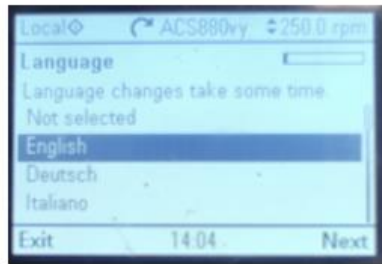 Local ACS880vy 250.0 rpm
Language
Language changes take some time.
Not selected
English
Deutsch
Italiano
Exit 14:04 Next